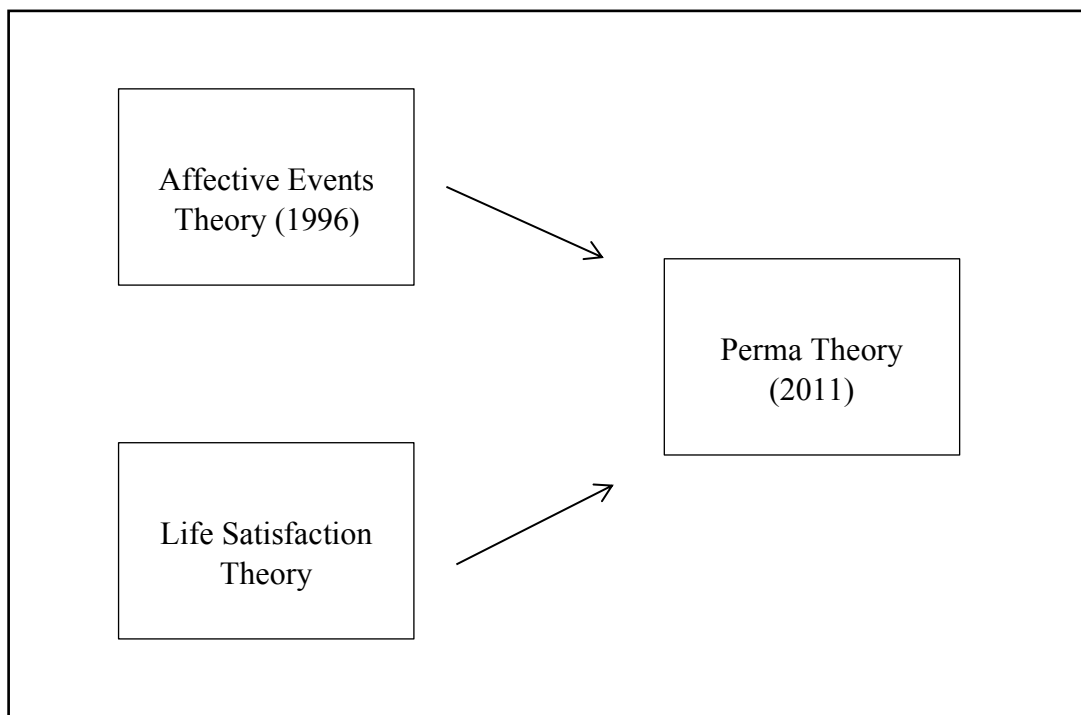 Affective Events
Theory (1996)
Perma Theory
(2011)
Life Satisfaction
Theory